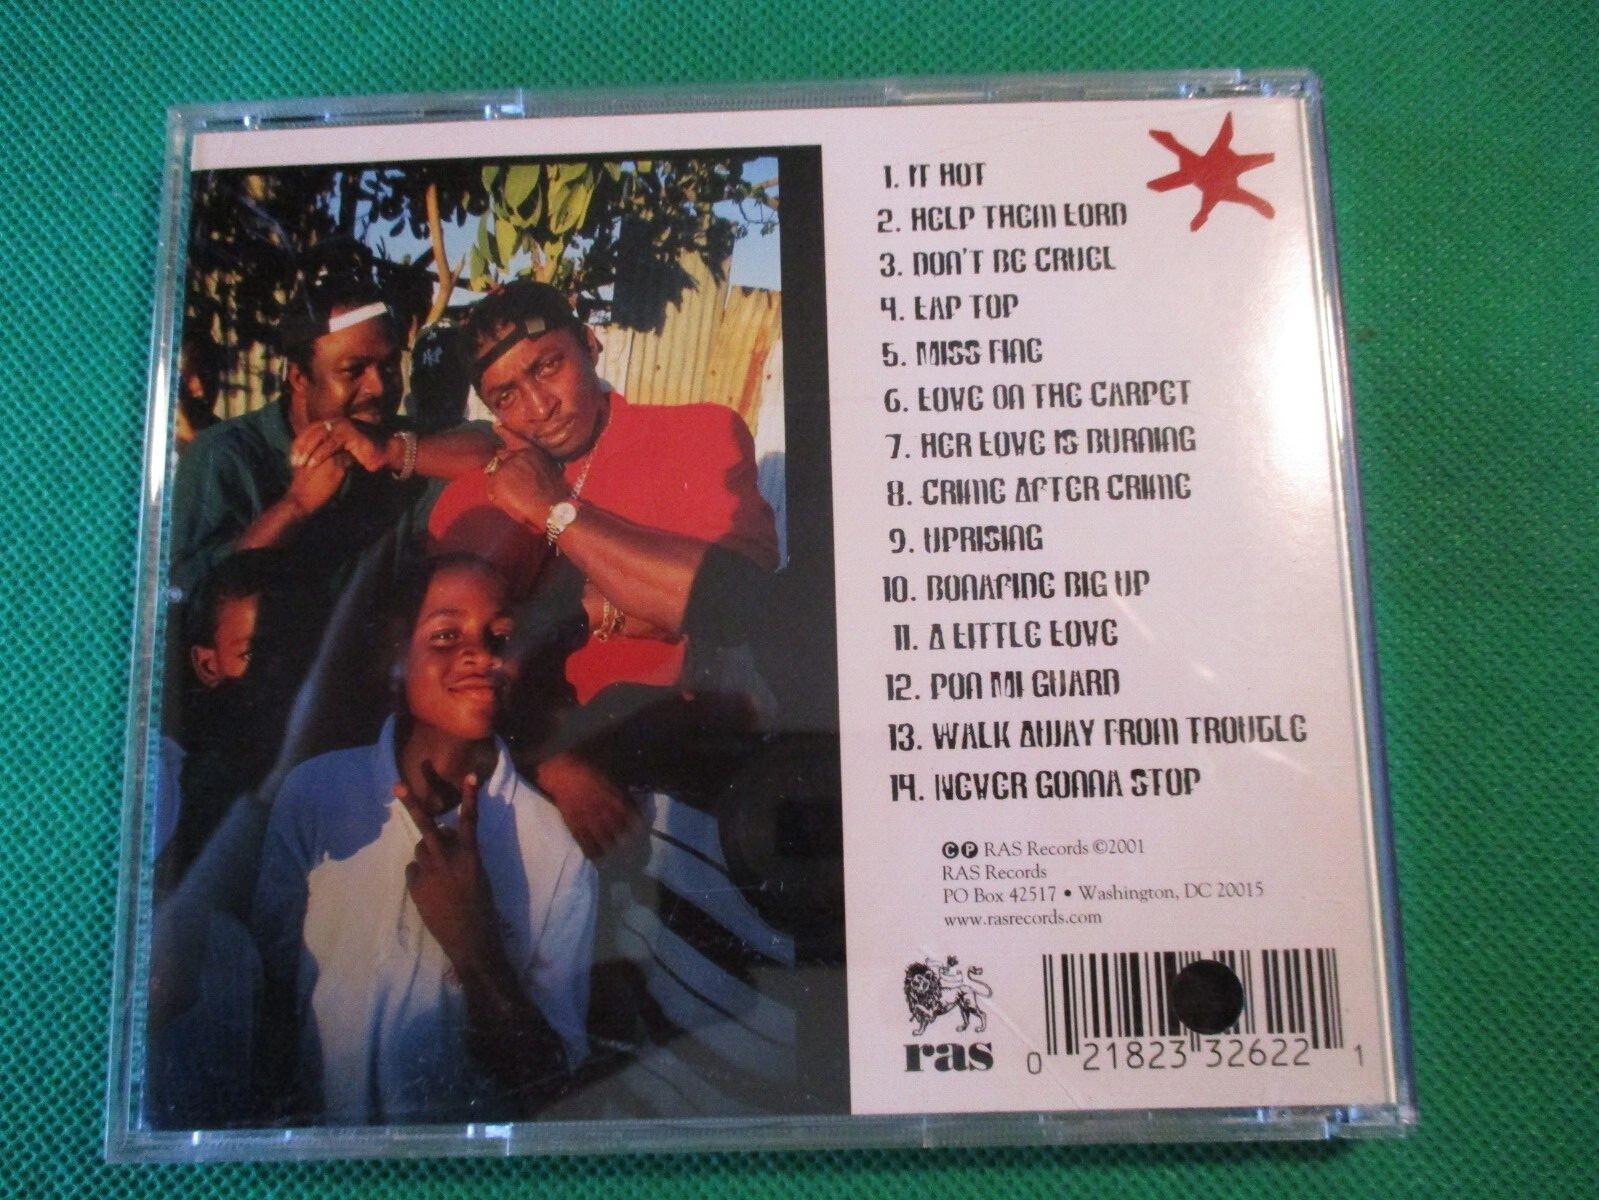 1. IT HOT
2. HELP THEM LORD
3. DON'T BE CRUEL
4. LAP TOP
5. MISS FINE
6. LOVE ON THE CARPET
7. HER LOVE IS BURNING
8. CRIME AFTER CRIME
9. UPRISING
10. BONAFIDE BIG UP
11. A LITTLE LOVE
12. PON MI GUARD
13. WALK AWAY FROM TROUBLE
14. NEVER GONNA STOP
©℗ RAS Records ©2001
RAS Records
PO Box 42517 • Washington, DC 20015
www.rasrecords.com
ras
0 21823 32622 1